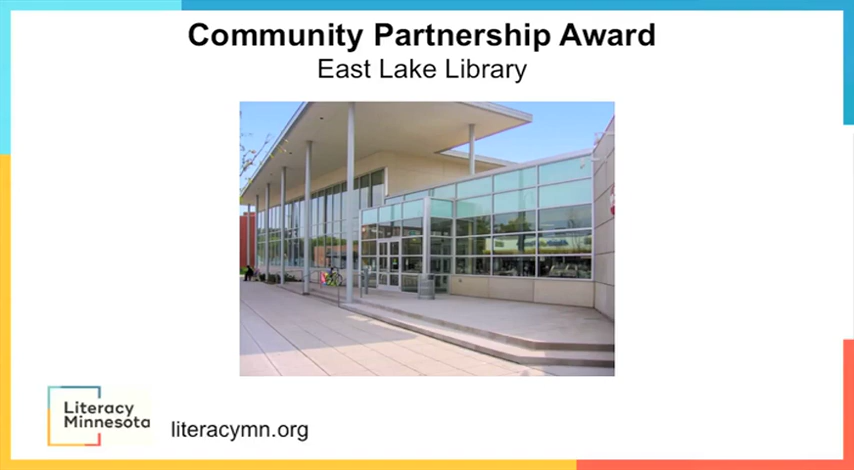 Community Partnership Award
East Lake Library
Literacy
Minnesota
literacymn.org